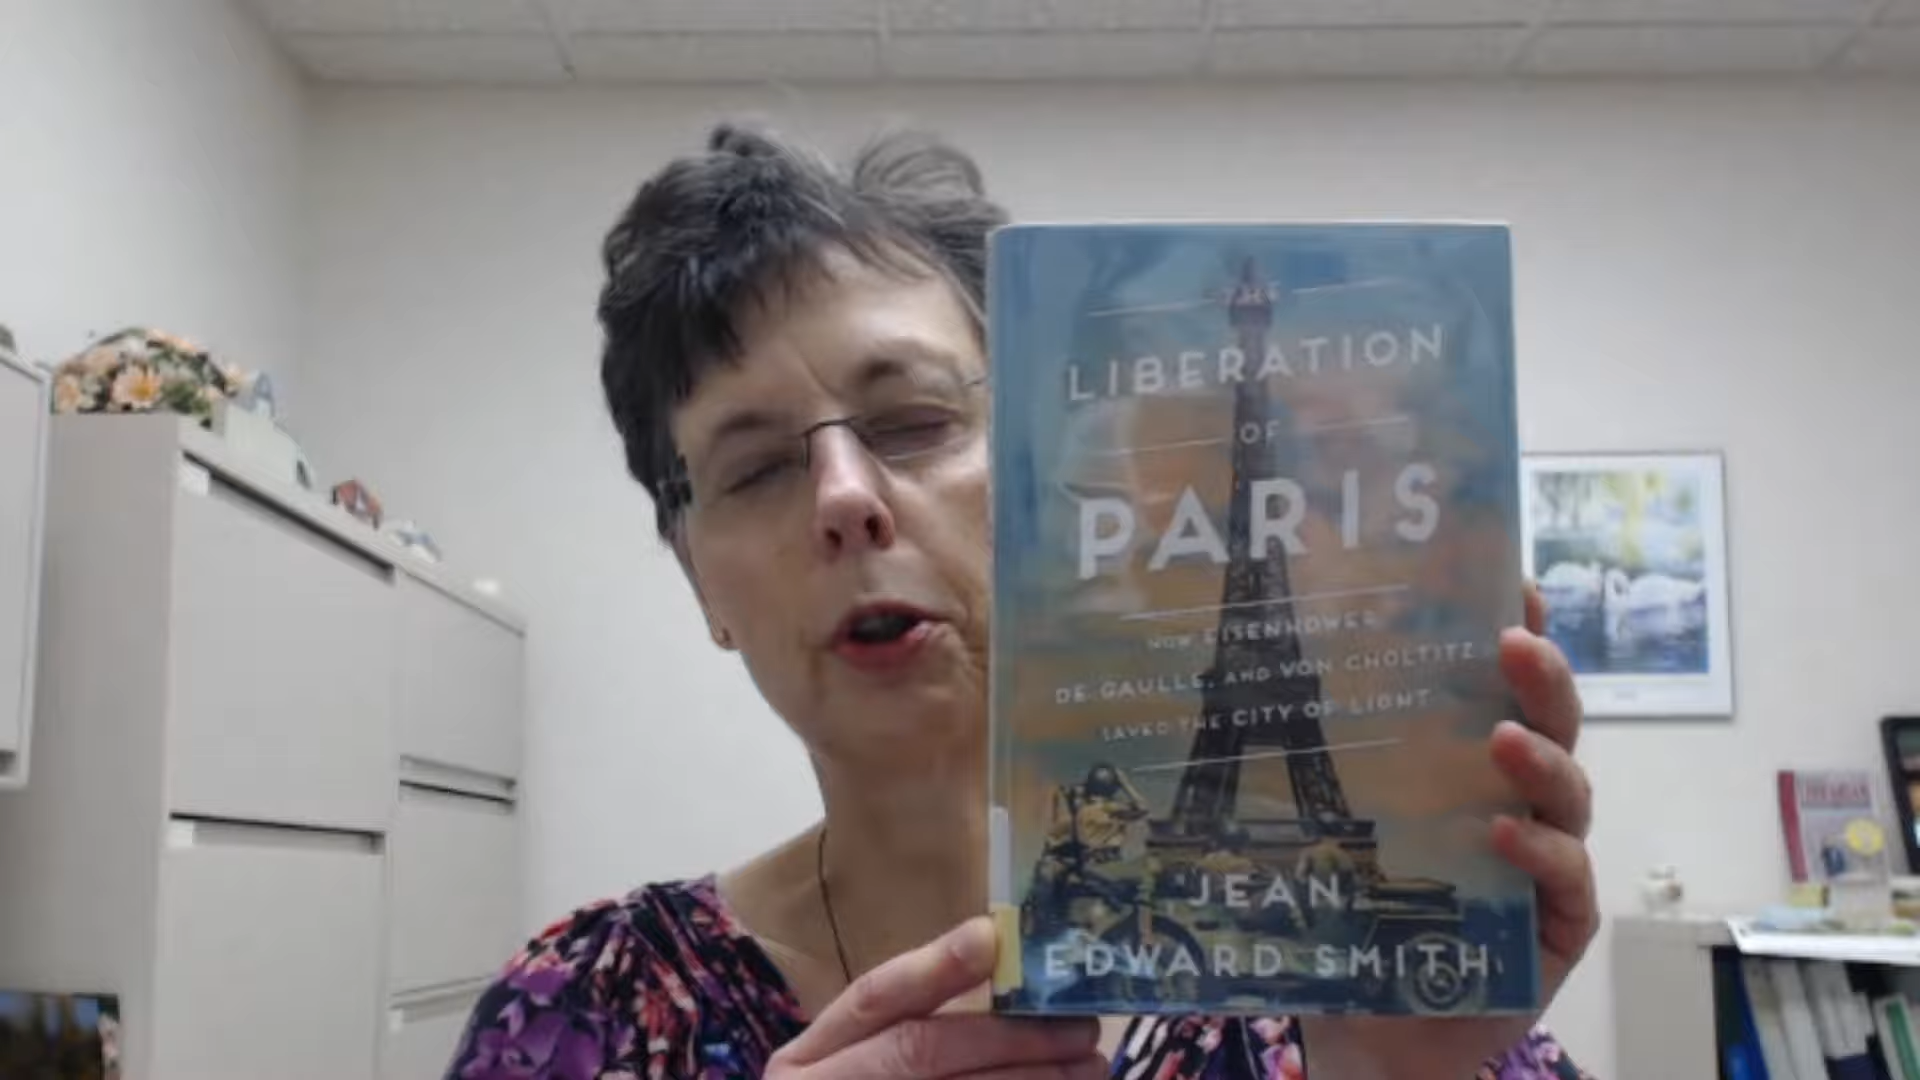 THE
LIBERATION
OF
PARIS
HOW EISENHOWER,
DE GAULLE, AND VON CHOLTITZ
SAVED THE CITY OF LIGHT
JEAN
EDWARD SMITH